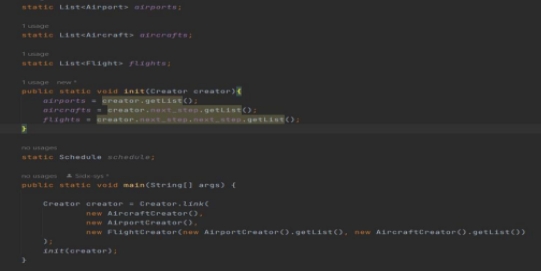 static List<Airport> airports;
1 usage
static List<Aircraft> aircrafts;
1 usage
static List<Flight> flights;
1 usage new *
public static void init(Creator creator){
airports = creator.getList();
aircrafts = creator.next_step.getList();
flights = creator.next_step.next_step.getList();
}
no usages
static Schedule schedule;
no usages
public static void main(String[] args) {
Creator creator = Creator.link(
new AircraftCreator(),
new AirportCreator(),
new FlightCreator(new AirportCreator().getList(), new AircraftCreator().getList())
);
init(creator);
}